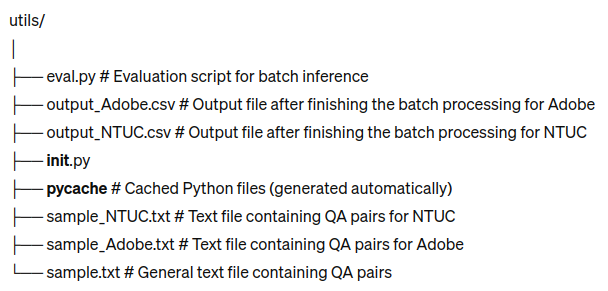 utils/
│
├── eval.py # Evaluation script for batch inference
├── output_Adobe.csv # Output file after finishing the batch processing for Adobe
├── output_NTUC.csv # Output file after finishing the batch processing for NTUC
├── init.py
├── pycache # Cached Python files (generated automatically)
├── sample_NTUC.txt # Text file containing QA pairs for NTUC
├── sample_Adobe.txt # Text file containing QA pairs for Adobe
└── sample.txt # General text file containing QA pairs